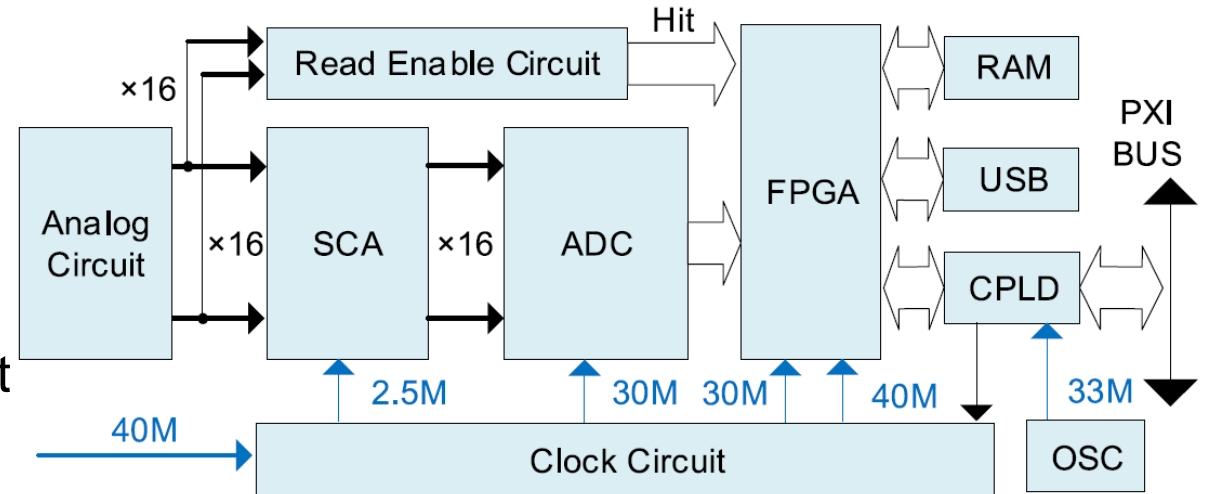 Hit
Read Enable Circuit
RAM
×16
PXI
BUS
Analog
Circuit
×16
SCA
×16
ADC
FPGA
USB
CPLD
t
2.5M
30M
30M
40M
33M
40M
Clock Circuit
OSC